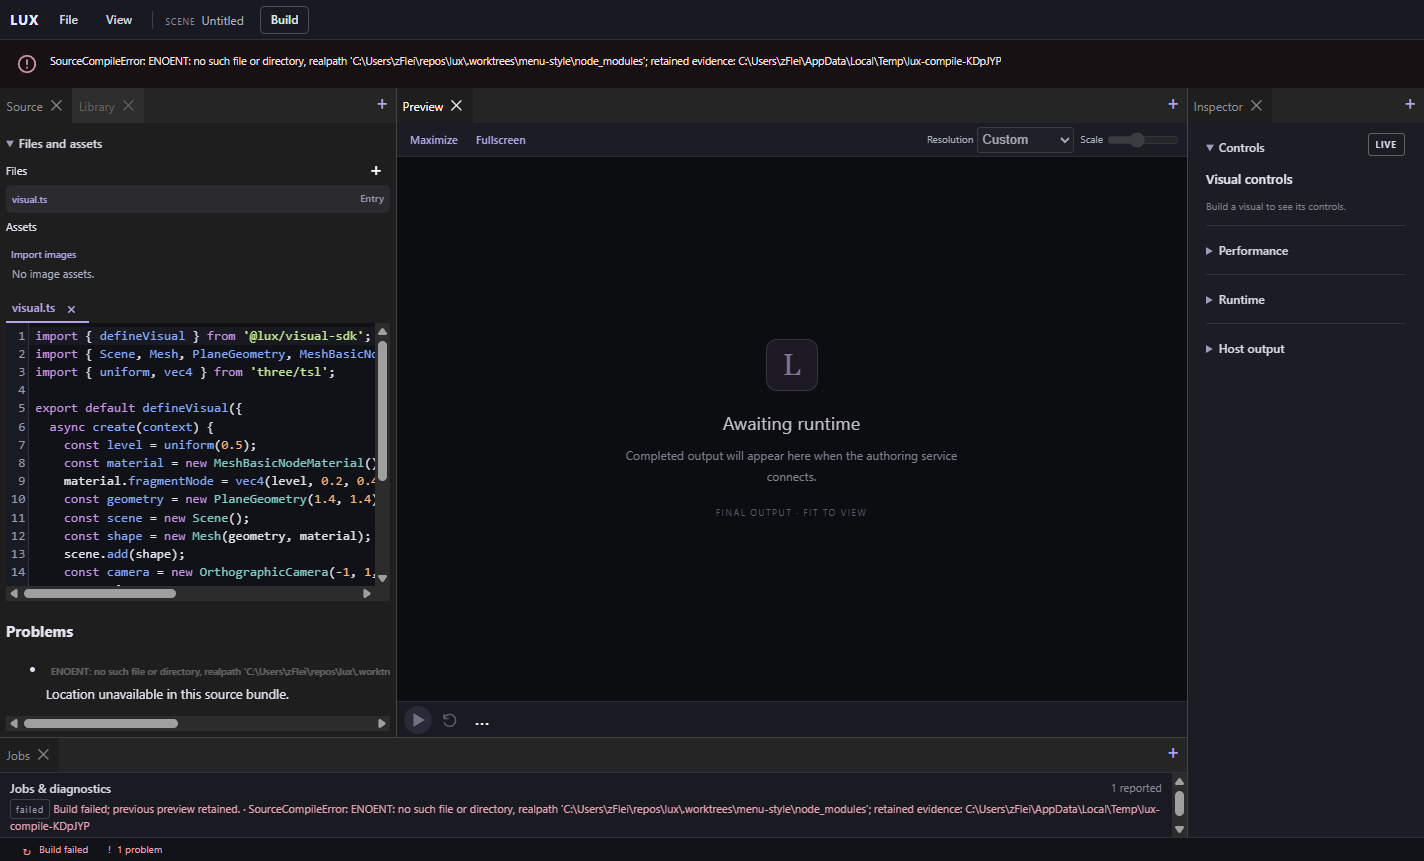 LUX File View SCENE Untitled Build
SourceCompileError: ENOENT: no such file or directory, realpath 'C:\Users\zFlei\repos\lux\.worktrees\menu-style\node_modules'; retained evidence: C:\Users\zFlei\AppData\Local\Temp\lux-compile-KDpJYP
Source Library +
Files and assets
Files +
visual.ts Entry
Assets
Import images
No image assets.
visual.ts
1 import { defineVisual } from '@lux/visual-sdk';
2 import { Scene, Mesh, PlaneGeometry, MeshBasicNo
3 import { uniform, vec4 } from 'three/tsl';
4
5 export default defineVisual({
6 async create(context) {
7 const level = uniform(0.5);
8 const material = new MeshBasicNodeMaterial()
9 material.fragmentNode = vec4(level, 0.2, 0.4
10 const geometry = new PlaneGeometry(1.4, 1.4)
11 const scene = new Scene();
12 const shape = new Mesh(geometry, material);
13 scene.add(shape);
14 const camera = new OrthographicCamera(-1, 1,
Problems
ENOENT: no such file or directory, realpath 'C:\Users\zFlei\repos\lux\.worktn
Location unavailable in this source bundle.
Preview +
Maximize Fullscreen Resolution Custom Scale
L
Awaiting runtime
Completed output will appear here when the authoring service
connects.
FINAL OUTPUT · FIT TO VIEW
...
Inspector +
Controls LIVE
Visual controls
Build a visual to see its controls.
Performance
Runtime
Host output
Jobs +
Jobs & diagnostics 1 reported
failed Build failed; previous preview retained. · SourceCompileError: ENOENT: no such file or directory, realpath 'C:\Users\zFlei\repos\lux\.worktrees\menu-style\node_modules'; retained evidence: C:\Users\zFlei\AppData\Local\Temp\lux-
compile-KDpJYP
Build failed ! 1 problem